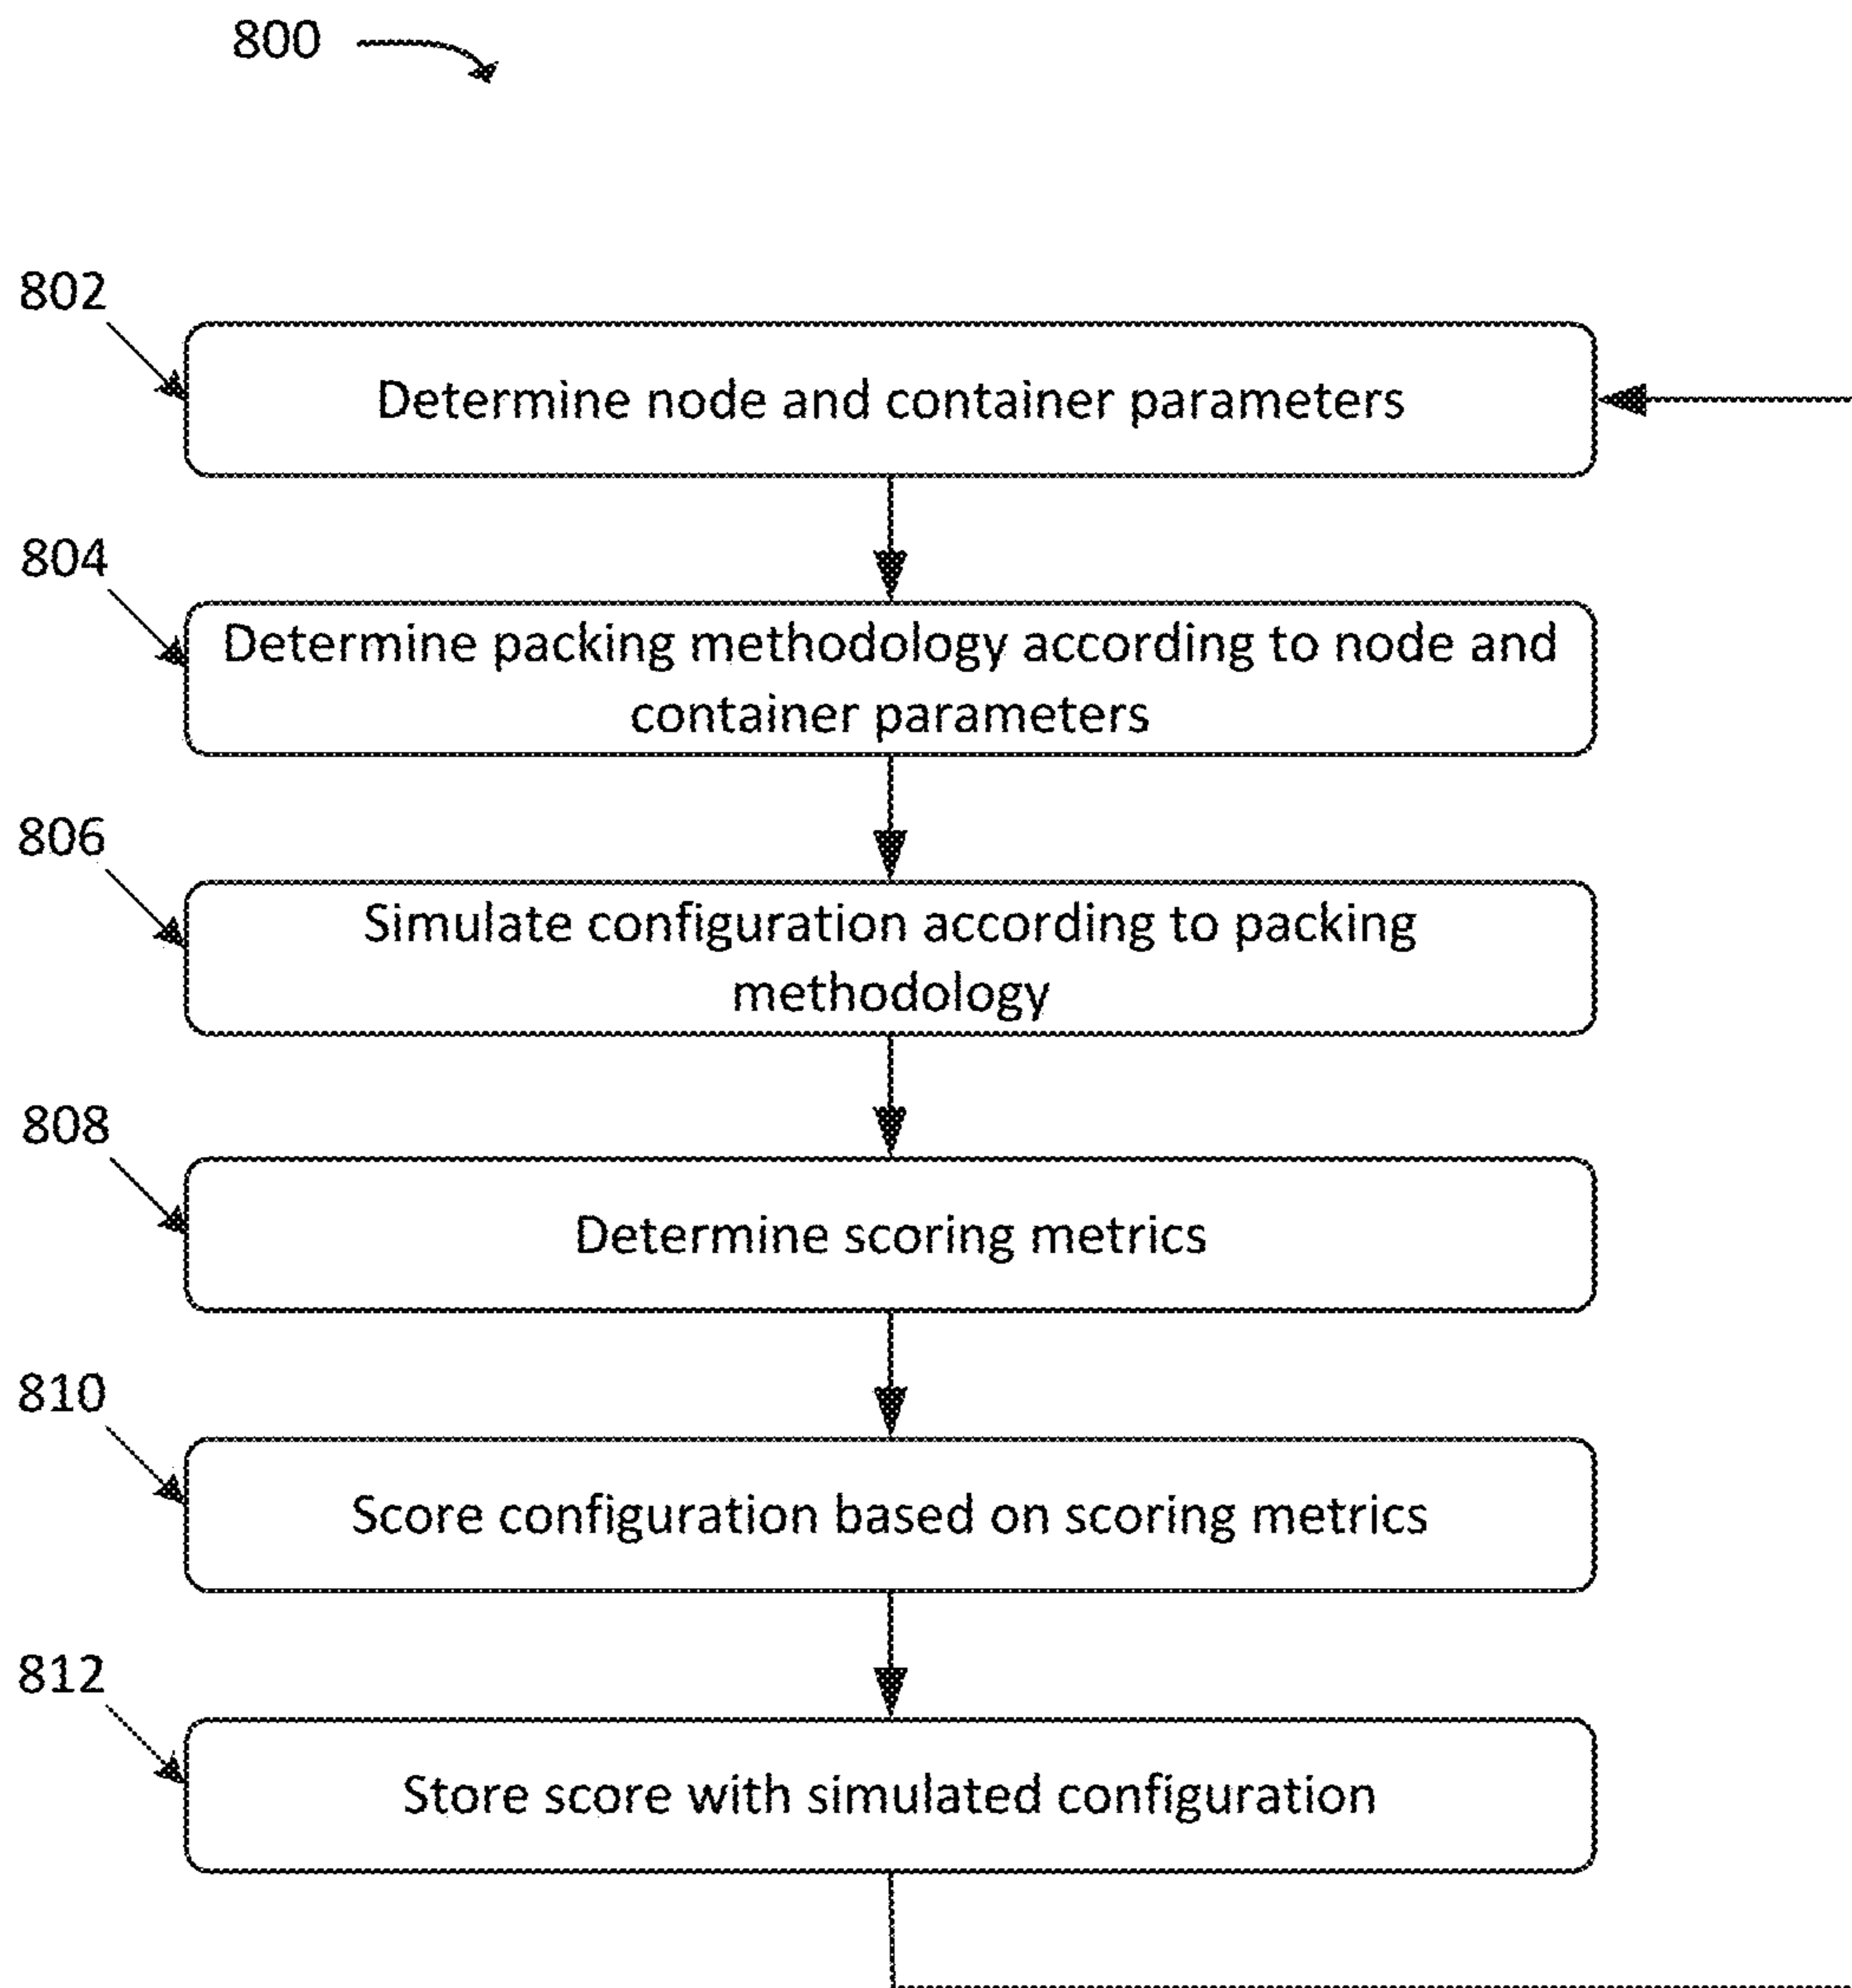 800
802
Determine node and container parameters
804
Determine packing methodology according to node and
container parameters
806
Simulate configuration according to packing
methodology
808
Determine scoring metrics
810
Score configuration based on scoring metrics
812
Store score with simulated configuration